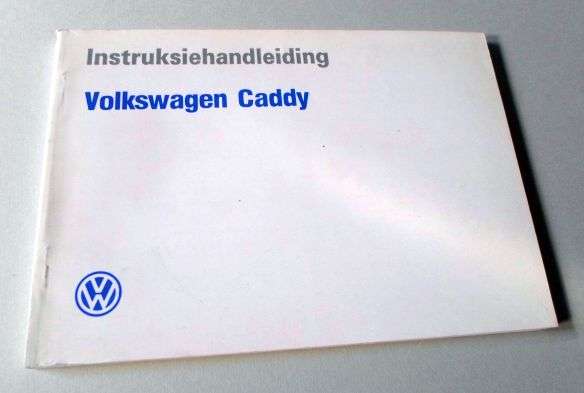 Instruksiehandleiding
Volkswagen Caddy
VW